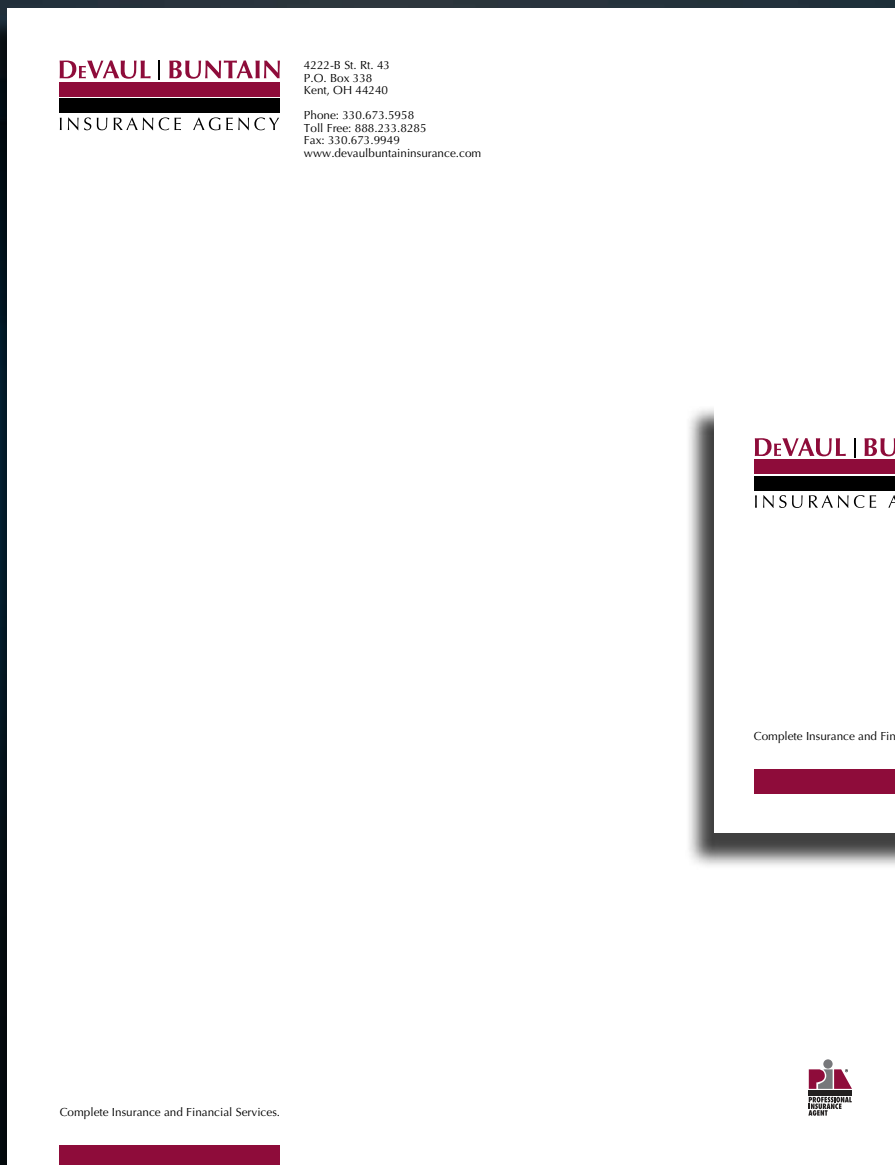 DEVAUL | BUNTAIN
INSURANCE AGENCY
4222-B St. Rt. 43
P.O. Box 338
Kent, OH 44240
Phone: 330.673.5958
Toll Free: 888.233.8285
Fax: 330.673.9949
www.devaulbuntaininsurance.com
DEVAUL | BU
INSURANCE A
Complete Insurance and Fin
PIA
PROFESSIONAL
INSURANCE
AGENT
Complete Insurance and Financial Services.